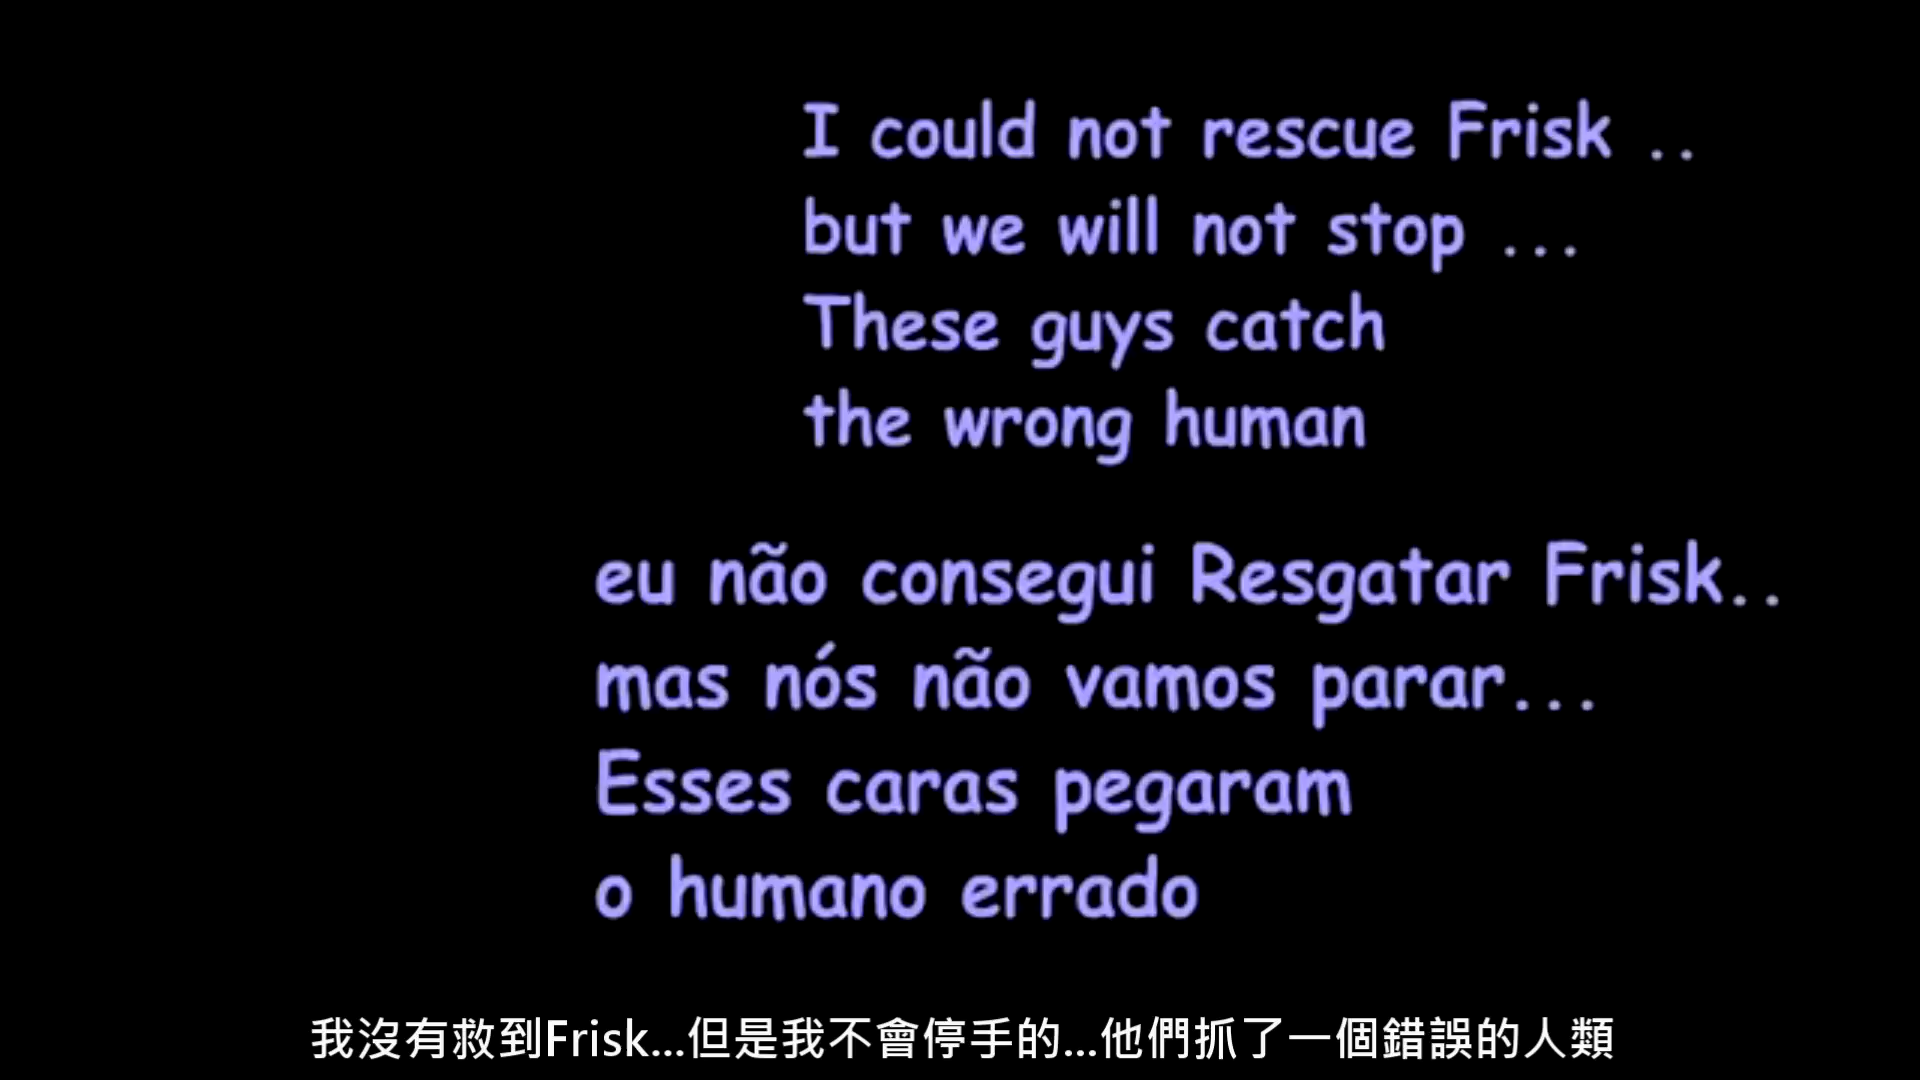 I could not rescue Frisk ..
but we will not stop ...
These guys catch
the wrong human
eu não consegui Resgatar Frisk..
mas nós não vamos parar...
Esses caras pegaram
o humano errado
我沒有救到Frisk...但是我不會停手的...他們抓了一個錯誤的人類